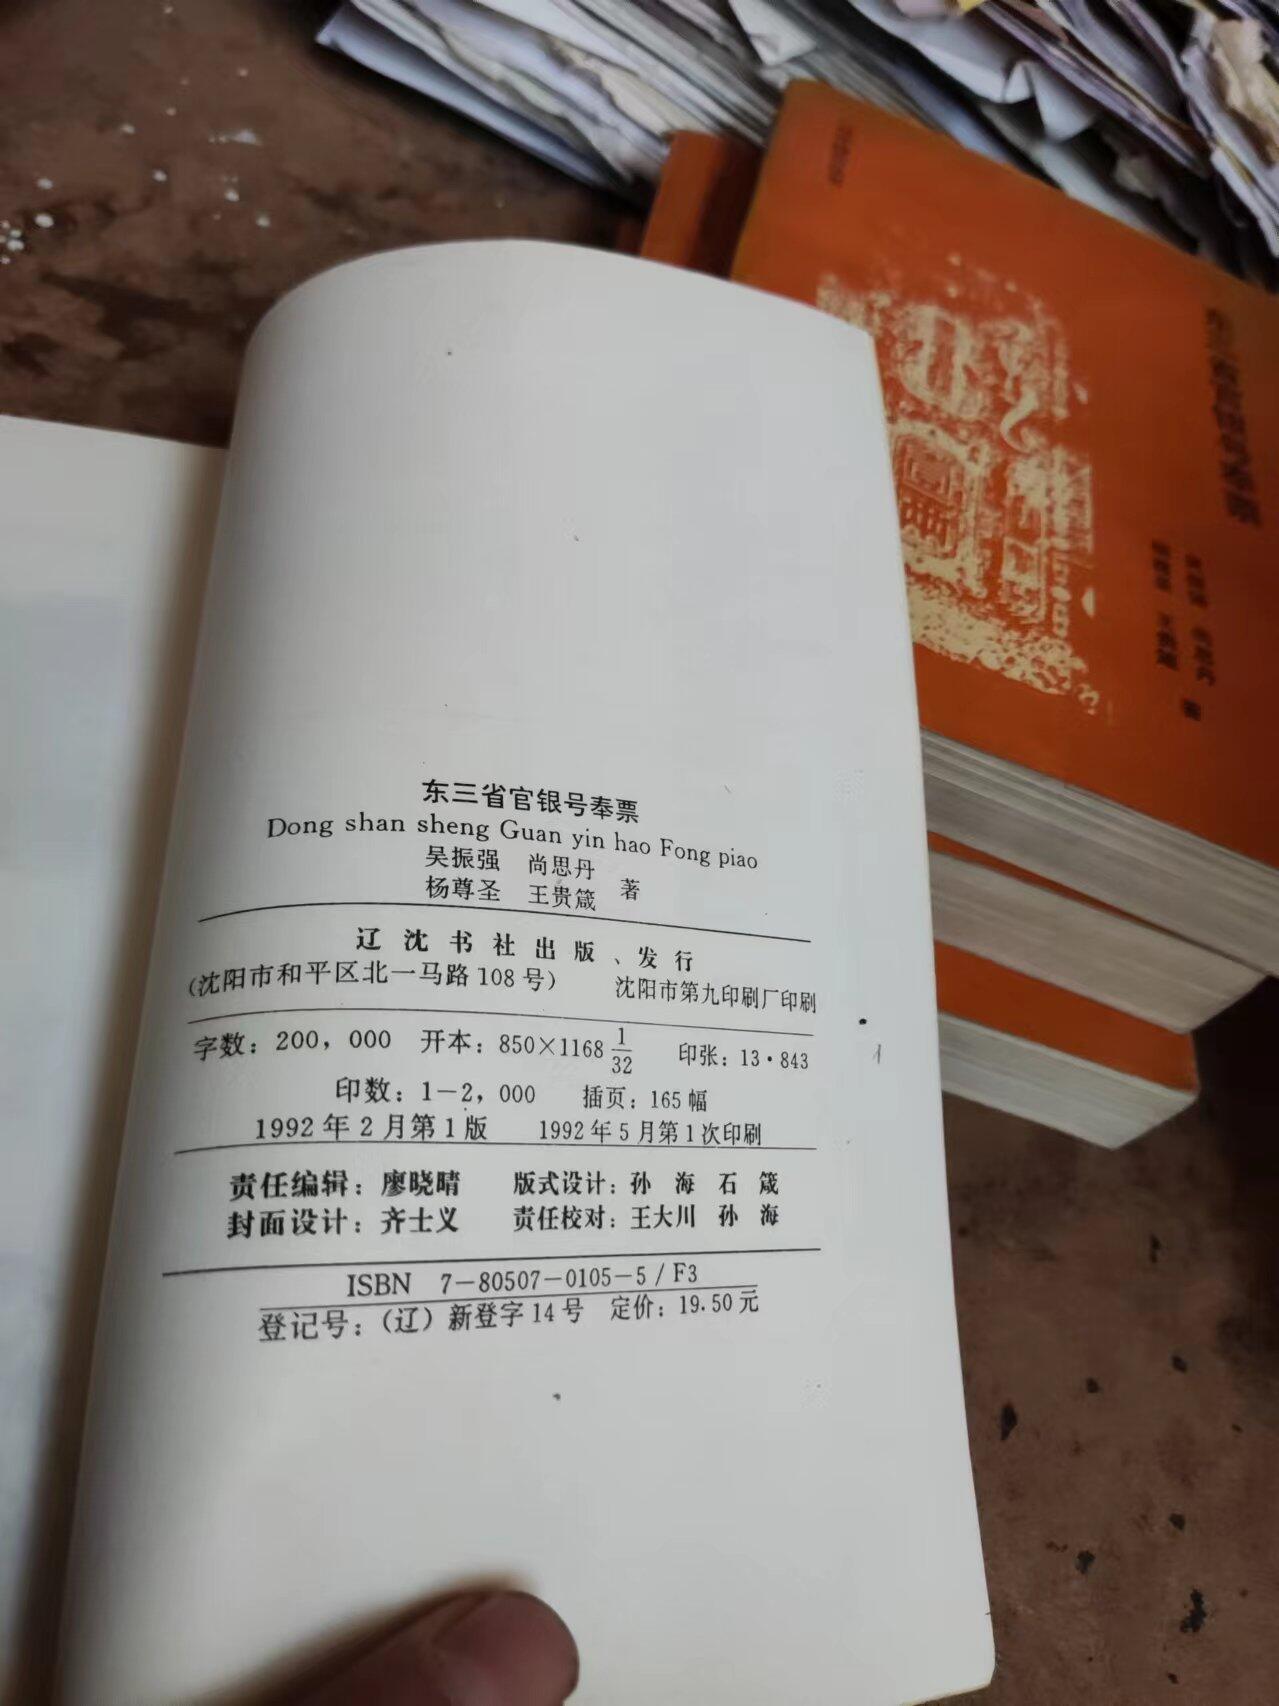 东三省官银号奉票
Dong shan sheng Guan yin hao Fong piao
吴振强 尚思丹
杨尊圣 王贵箴 著
辽沈书社出版、发行
(沈阳市和平区北一马路108号) 沈阳市第九印刷厂印刷
字数：200，000 开本：850×1168 1/32 印张：13·843
印数：1—2，000 插页：165幅
1992年2月第1版 1992年5月第1次印刷
责任编辑：廖晓晴 版式设计：孙 海 石 箴
封面设计：齐士义 责任校对：王大川 孙 海
ISBN 7—80507—0105—5/F3
登记号：(辽)新登字14号 定价：19.50元